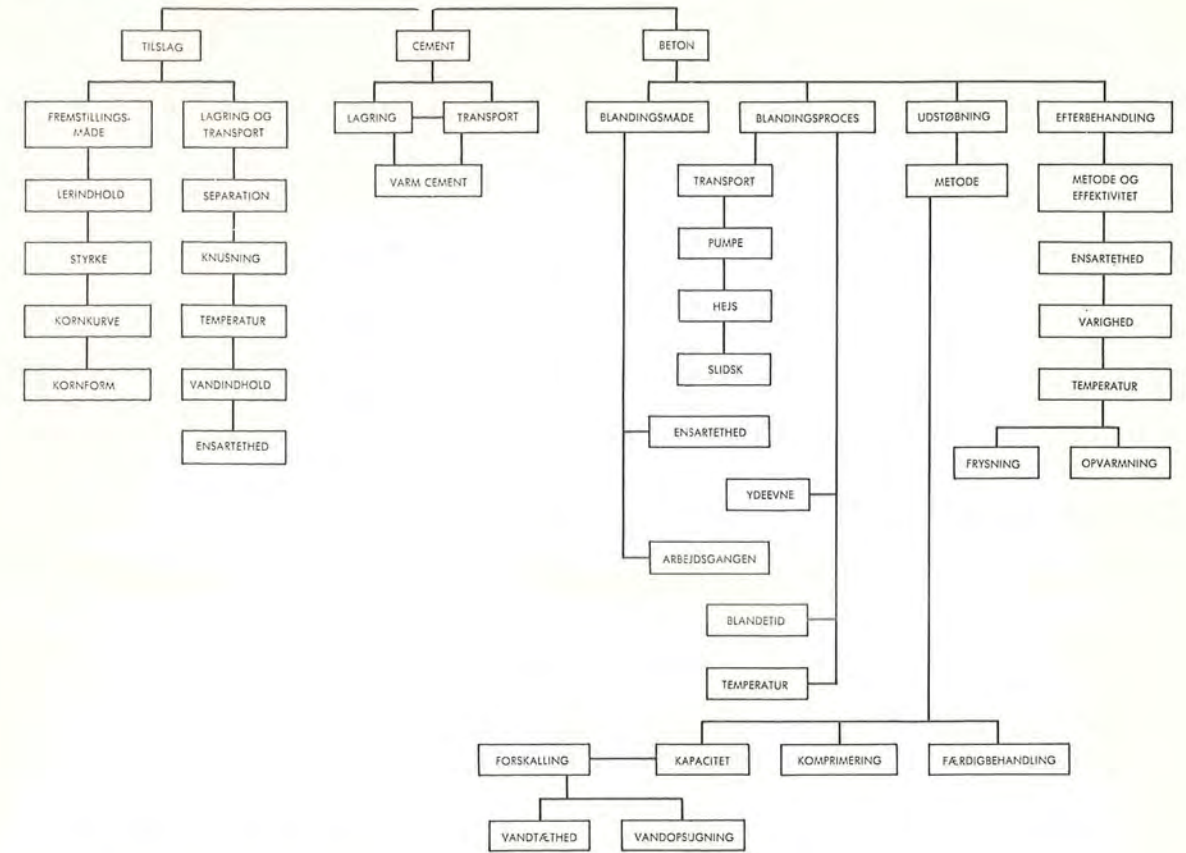 TILSLAG
CEMENT
BETON
FREMSTILLINGS-
MÅDE
LAGRING OG
TRANSPORT
LAGRING
TRANSPORT
BLANDINGSMÅDE
BLANDINGSPROCES
UDSTØBNING
EFTERBEHANDLING
VARM CEMENT
TRANSPORT
METODE
METODE OG
EFFEKTIVITET
LERINDHOLD
SEPARATION
STYRKE
KNUSNING
PUMPE
ENSARTETHED
KORNKURVE
TEMPERATUR
HEJS
VARIGHED
KORNFORM
VANDINDHOLD
SLIDSK
TEMPERATUR
ENSARTETHED
ENSARTETHED
FRYSNING
OPVARMNING
YDEEVNE
ARBEJDSGANGEN
BLANDETID
TEMPERATUR
FORSKALLING
KAPACITET
KOMPRIMERING
FÆRDIGBEHANDLING
VANDTÆTHED
VANDOPSUGNING